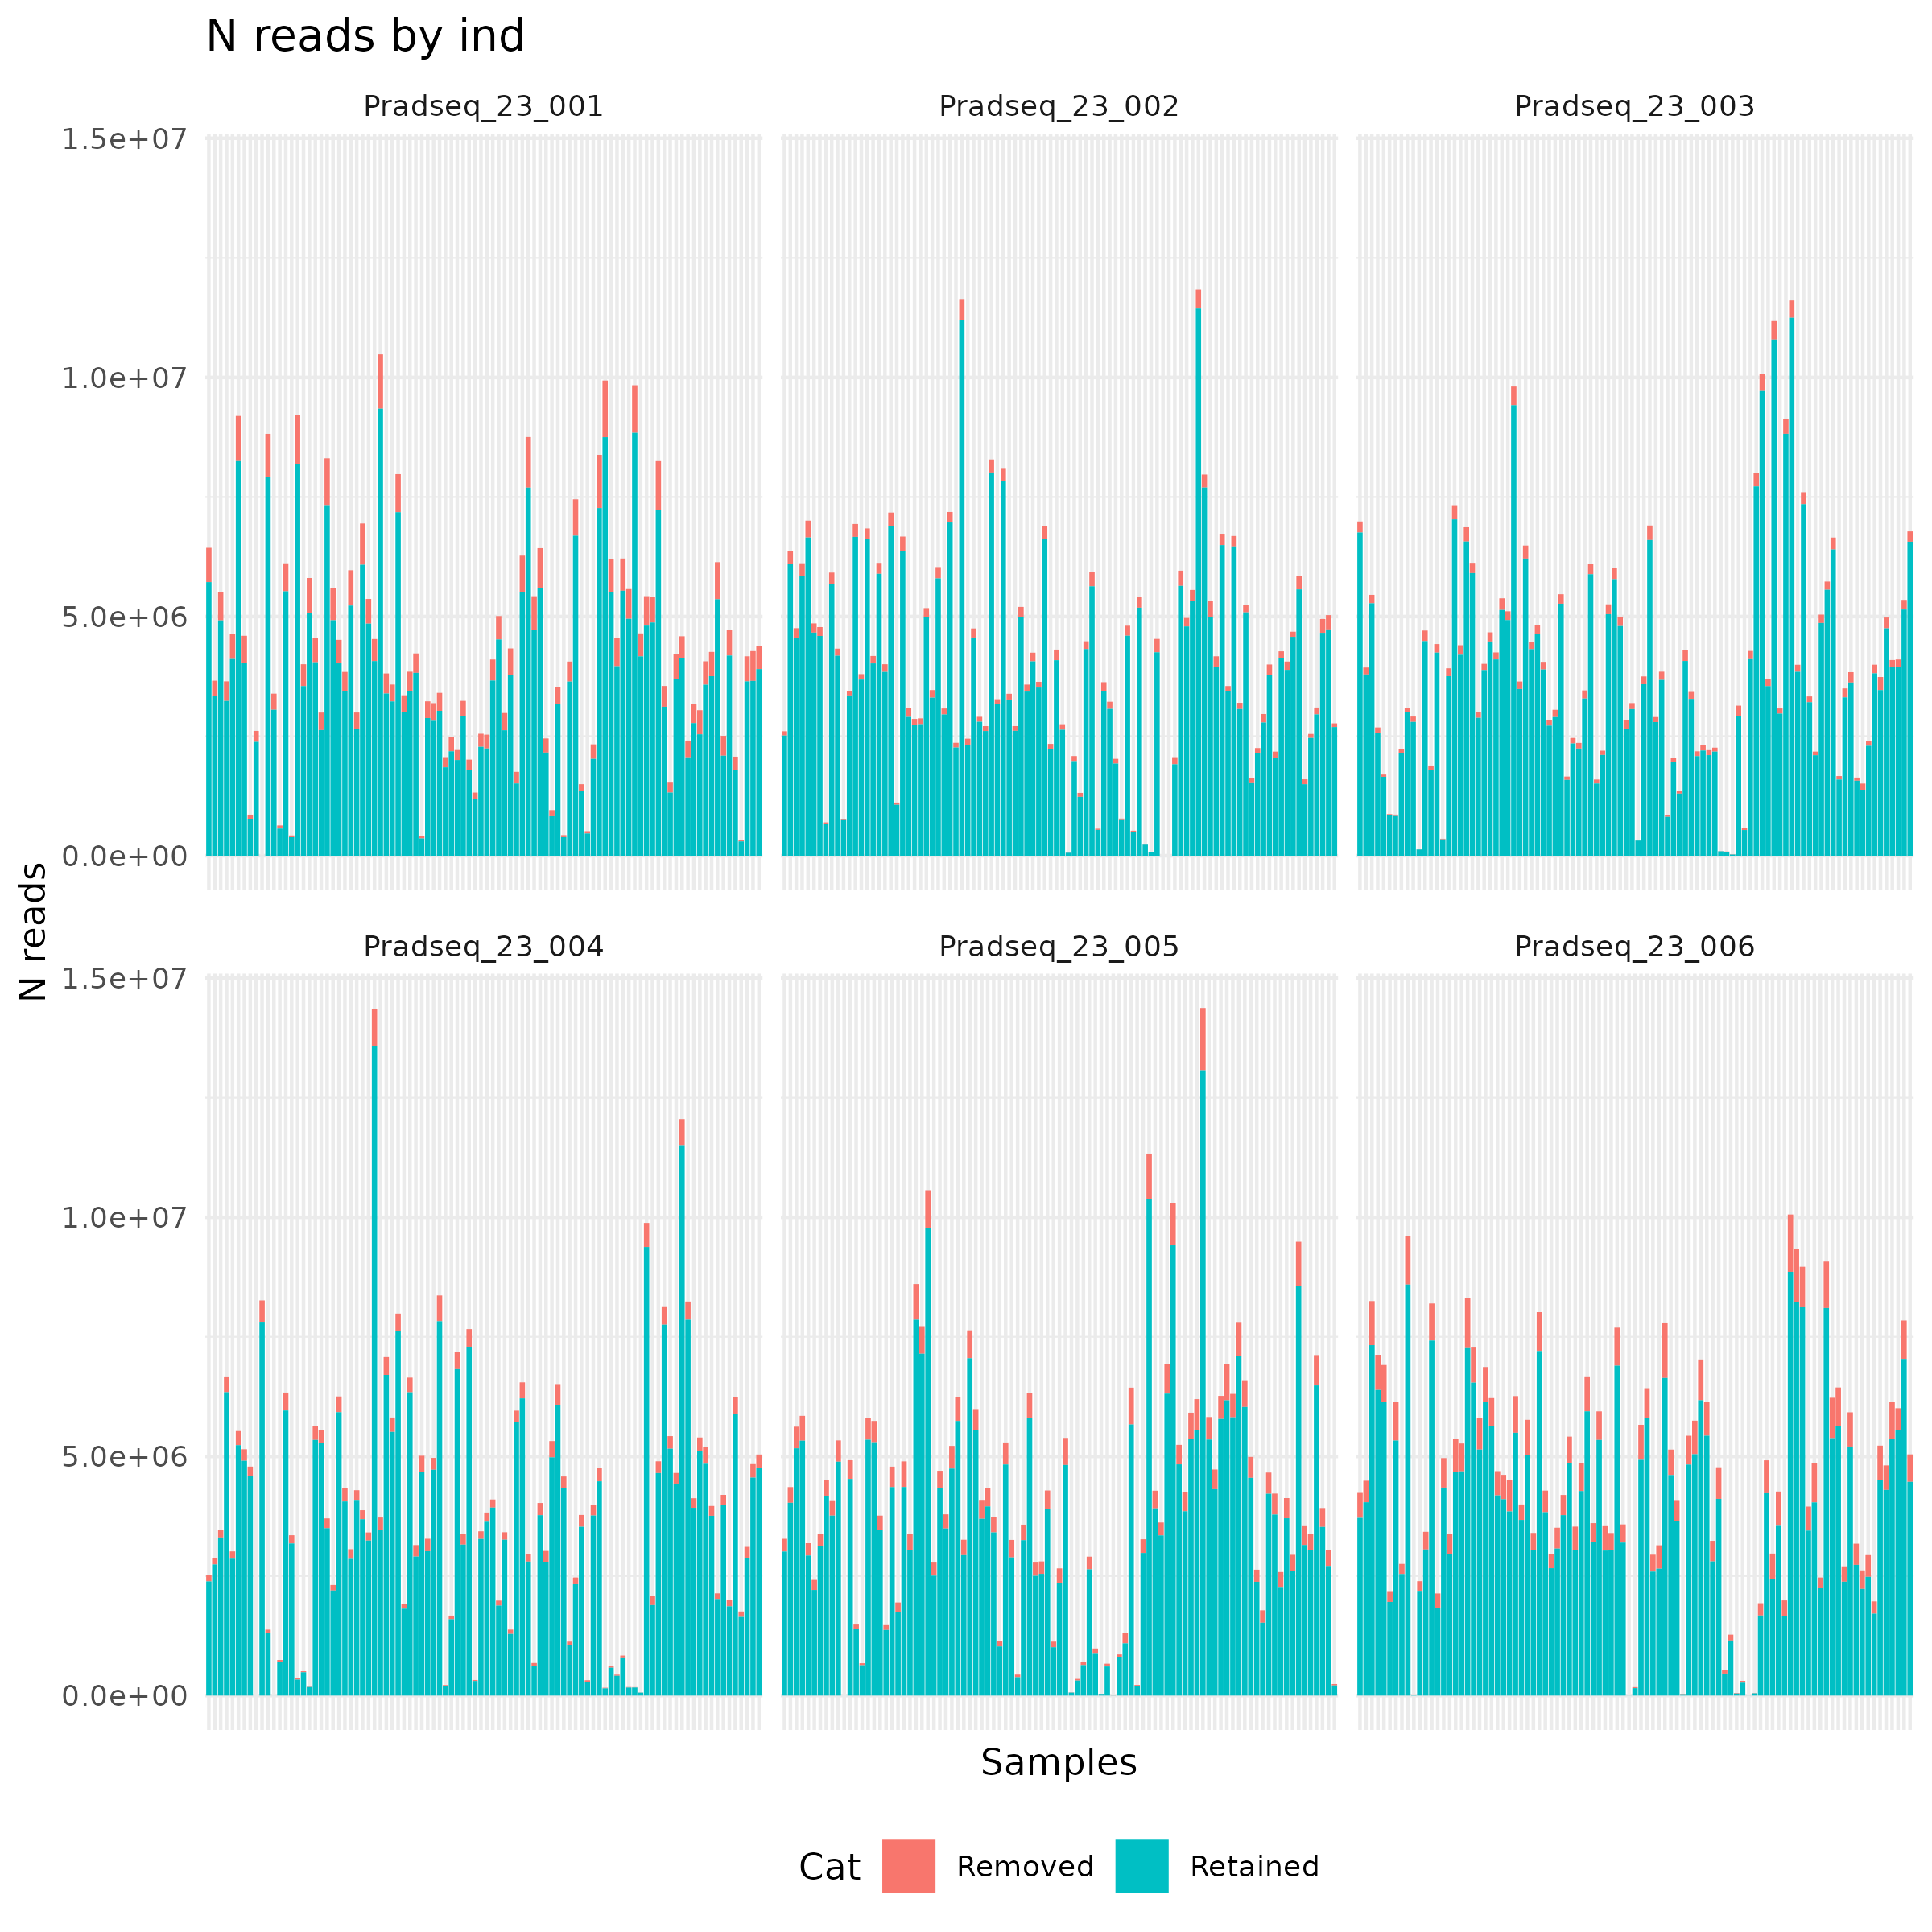 N reads by ind
Pradseq_23_001
Pradseq_23_002
Pradseq_23_003
1.5e+07
1.0e+07
5.0e+06
0.0e+00
N reads
Pradseq_23_004
Pradseq_23_005
Pradseq_23_006
1.5e+07
1.0e+07
5.0e+06
0.0e+00
Samples
Cat Removed Retained